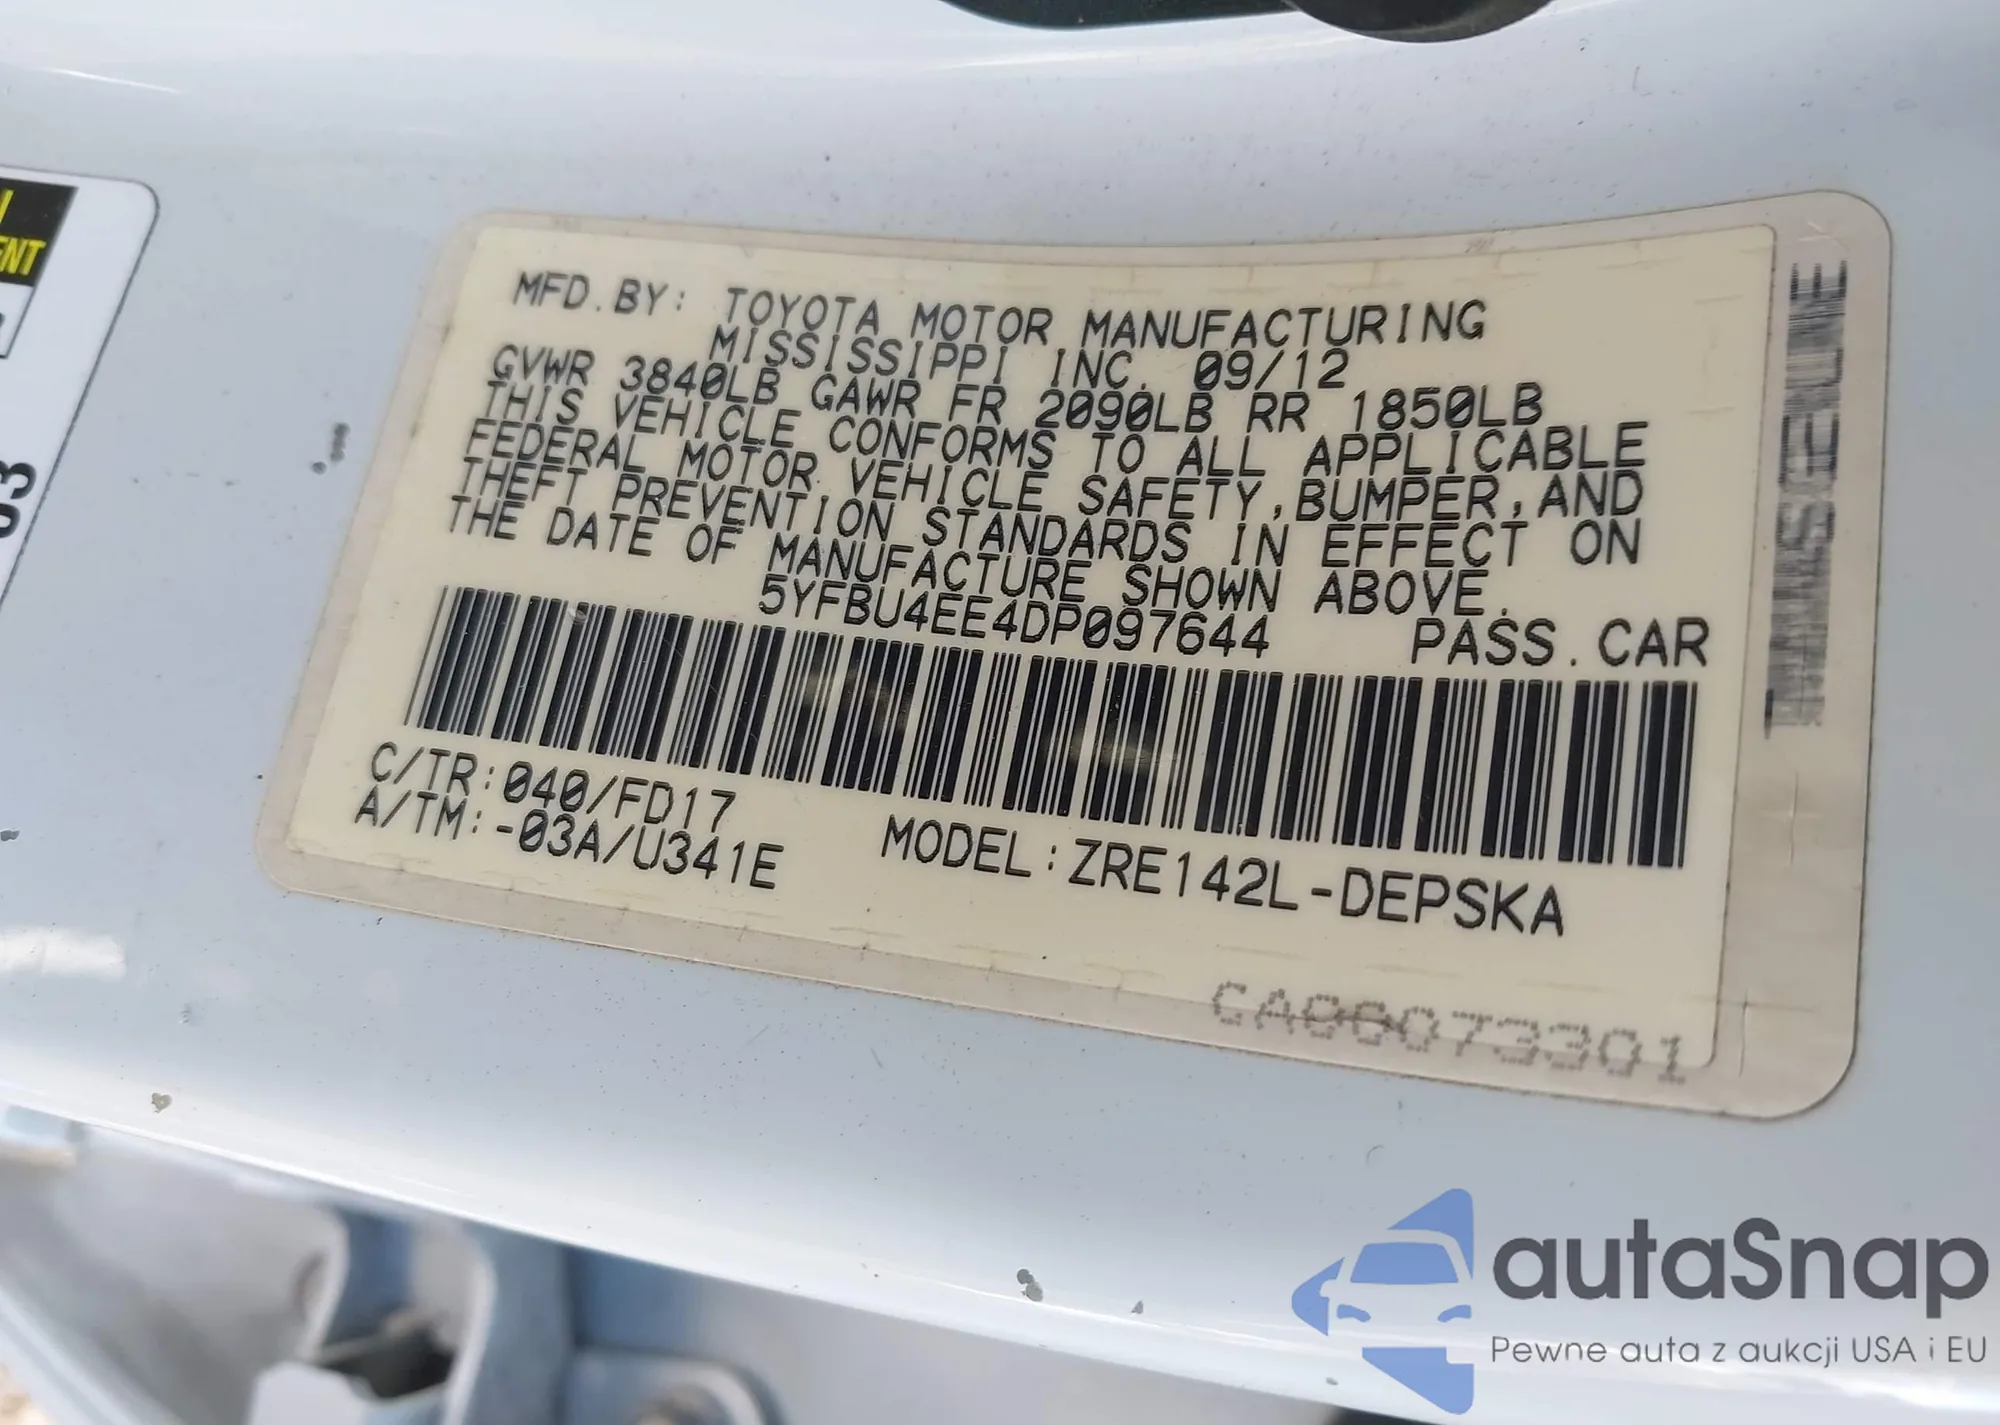 ENT
03
MFD.BY: TOYOTA MOTOR MANUFACTURING
MISSISSIPPI INC. 09/12
GVWR 3840LB GAWR FR 2090LB RR 1850LB
THIS VEHICLE CONFORMS TO ALL APPLICABLE
FEDERAL MOTOR VEHICLE SAFETY,BUMPER,AND
THEFT PREVENTION STANDARDS IN EFFECT ON
THE DATE OF MANUFACTURE SHOWN ABOVE.
5YFBU4EE4DP097644 PASS.CAR
C/TR:040/FD17
A/TM:-03A/U341E
MODEL:ZRE142L-DEPSKA
CA00073301
autaSnap
Pewne auta z aukcji USA i EU